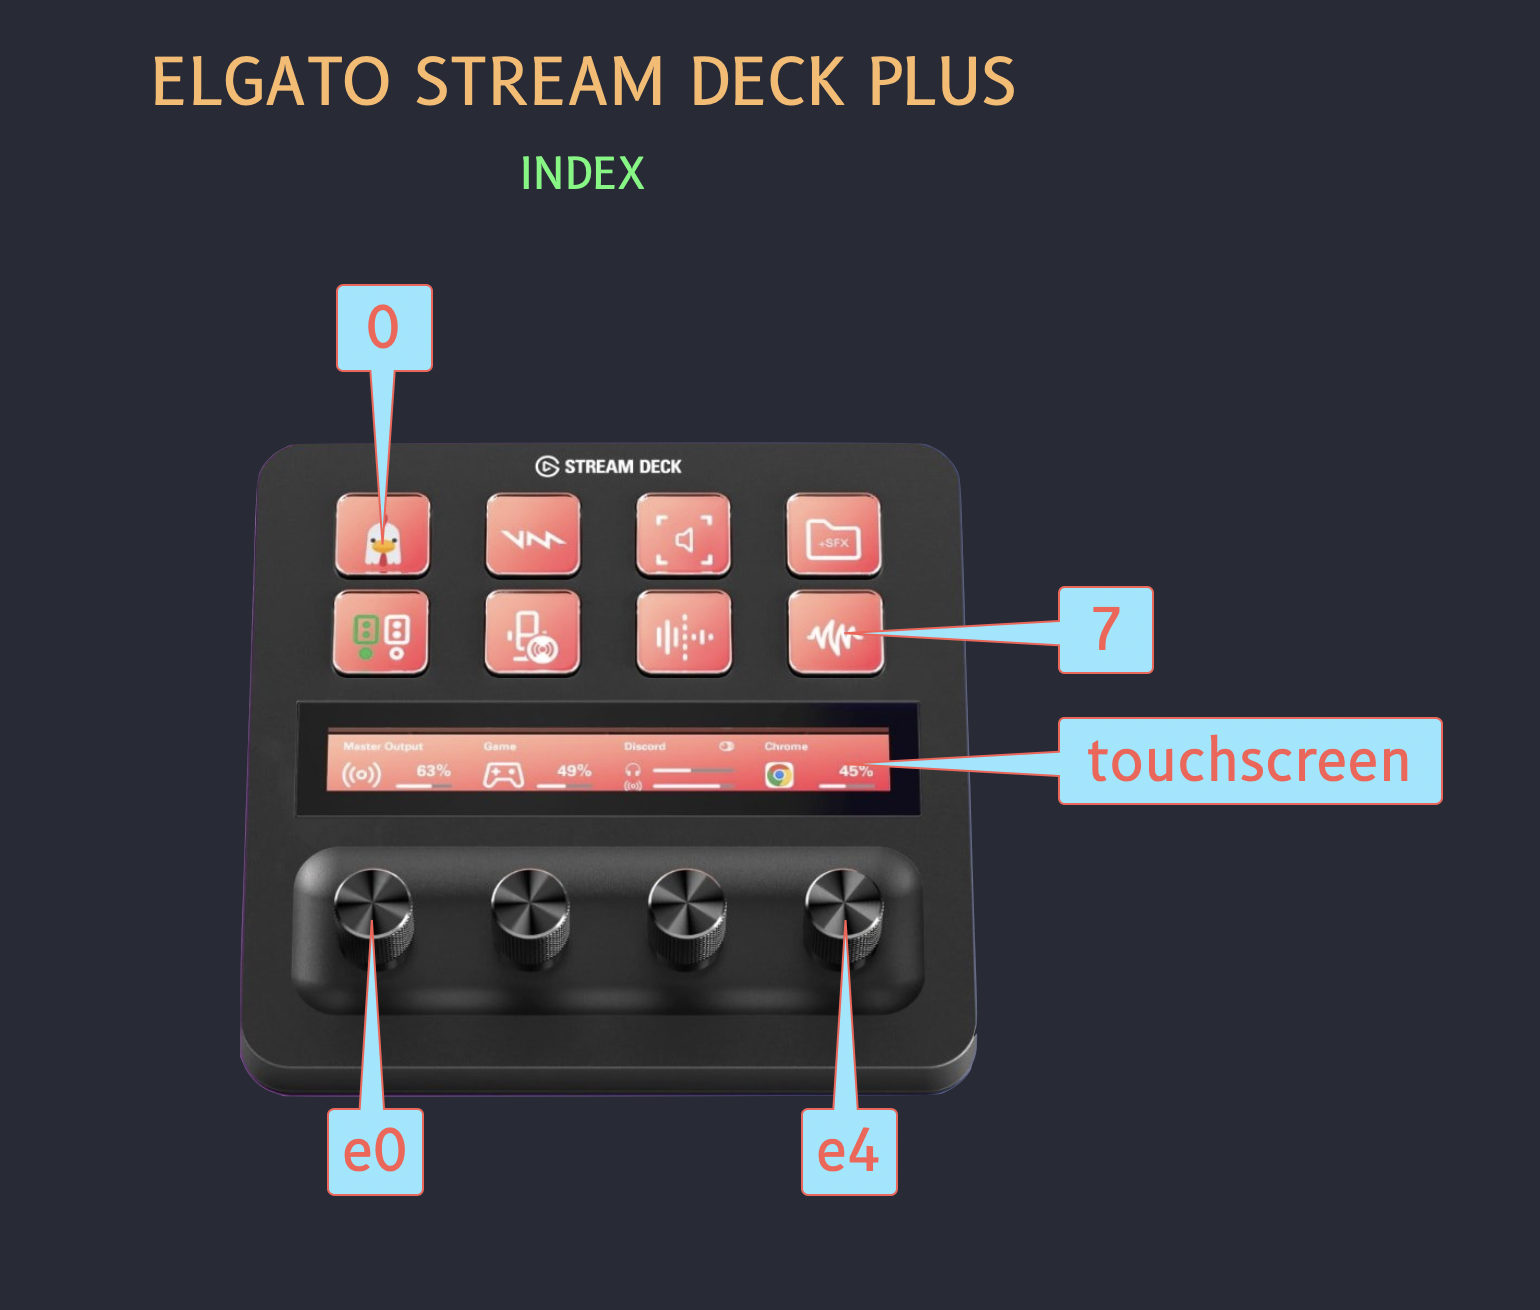 ELGATO STREAM DECK PLUS
INDEX
0
STREAM DECK
+SFX
7
touchscreen
Master Output
Game
Discord
Chrome
63%
49%
45%
e0
e4